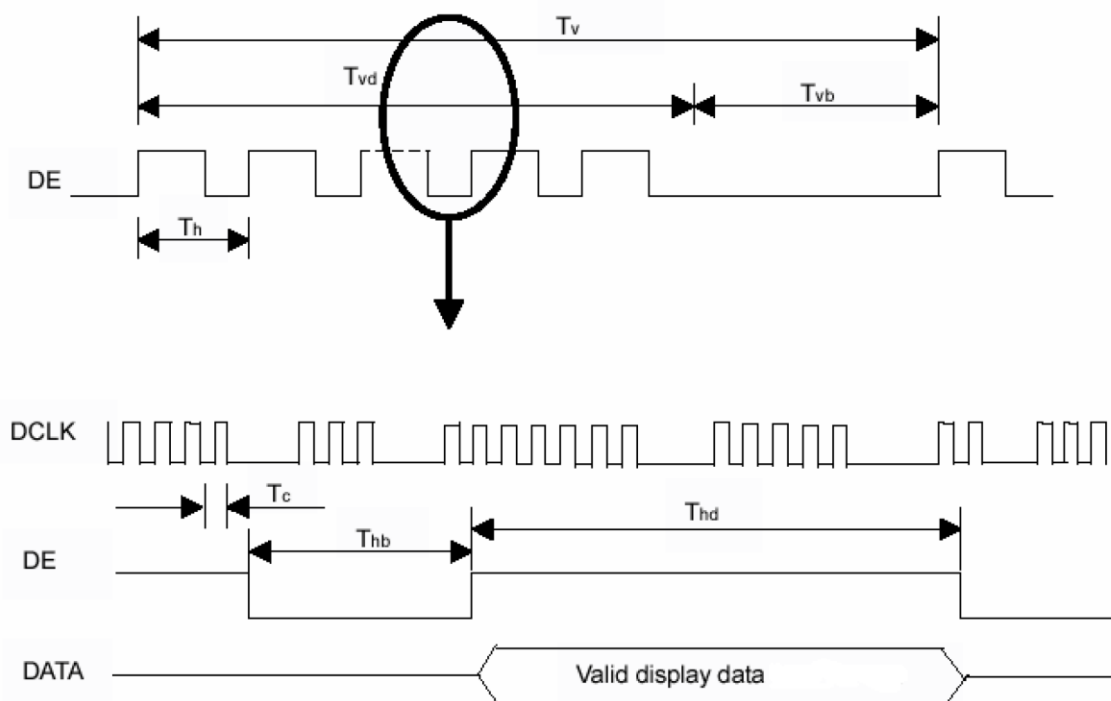 Tv
Tvd
Tvb
DE
Th
DCLK
Tc
Thd
Thb
DE
DATA
Valid display data